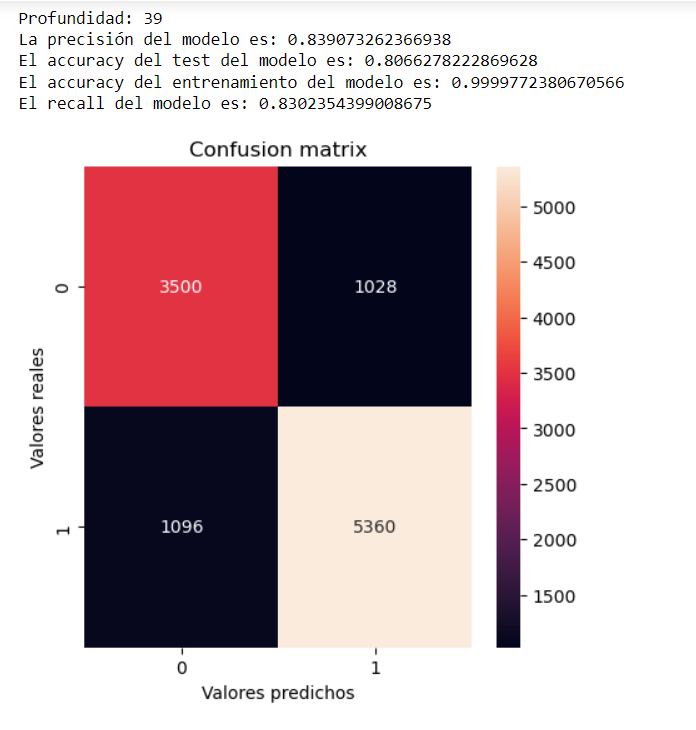 Profundidad: 39
La precisión del modelo es: 0.839073262366938
El accuracy del test del modelo es: 0.8066278222869628
El accuracy del entrenamiento del modelo es: 0.9999772380670566
El recall del modelo es: 0.8302354399008675
Confusion matrix
5000
4500
4000
3500
3000
2500
2000
1500
Valores reales
0
3500
1028
1
1096
5360
0
1
Valores predichos